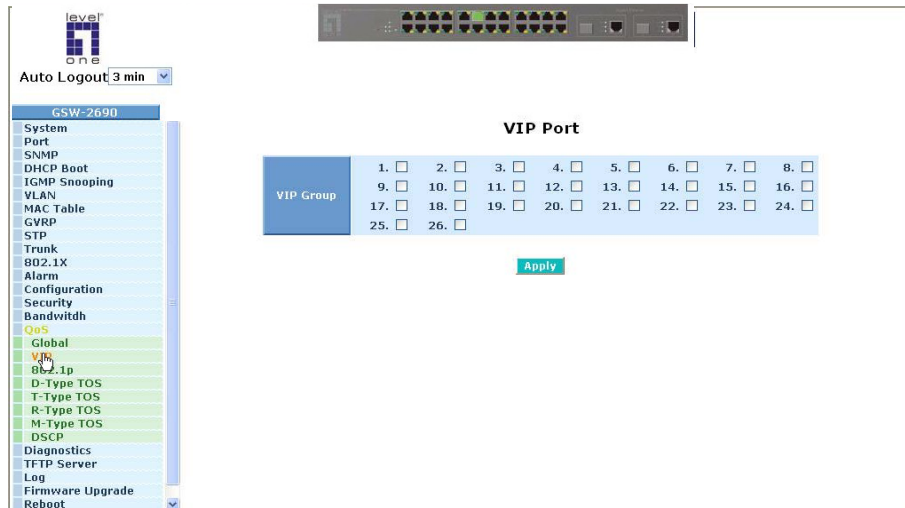 level
one
Auto Logout 3 min
GSW-2690
System
Port
SNMP
DHCP Boot
IGMP Snooping
VLAN
MAC Table
GVRP
STP
Trunk
802.1X
Alarm
Configuration
Security
Bandwitdh
QoS
Global
VIP
802.1p
D-Type TOS
T-Type TOS
R-Type TOS
M-Type TOS
DSCP
Diagnostics
TFTP Server
Log
Firmware Upgrade
Reboot
VIP Port
VIP Group
1. 2. 3. 4. 5. 6. 7. 8.
9. 10. 11. 12. 13. 14. 15. 16.
17. 18. 19. 20. 21. 22. 23. 24.
25. 26.
Apply